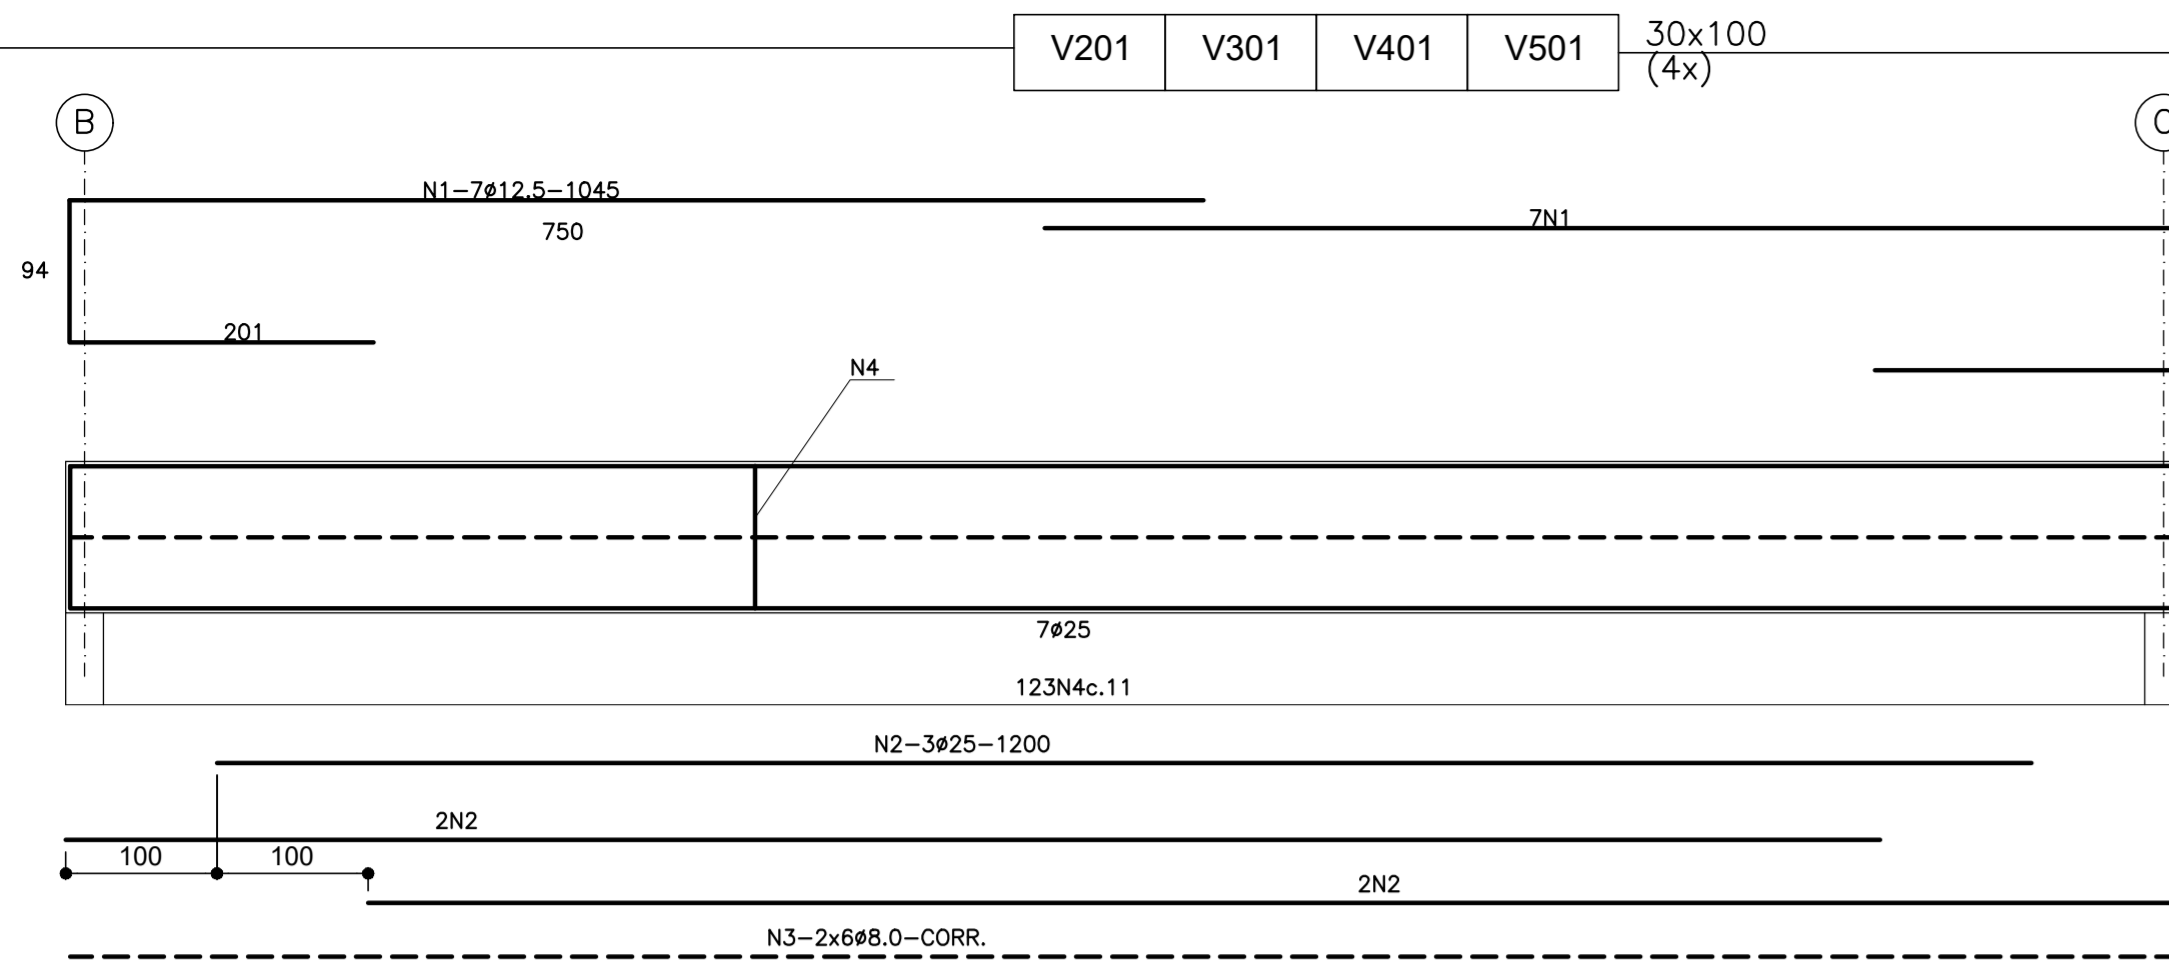 V201 V301 V401 V501 30x100
(4x)
B
N1-7ø12.5-1045
750
7N1
94
201
N4
7ø25
123N4c.11
N2-3ø25-1200
2N2
100 100
2N2
N3-2x6ø8.0-CORR.